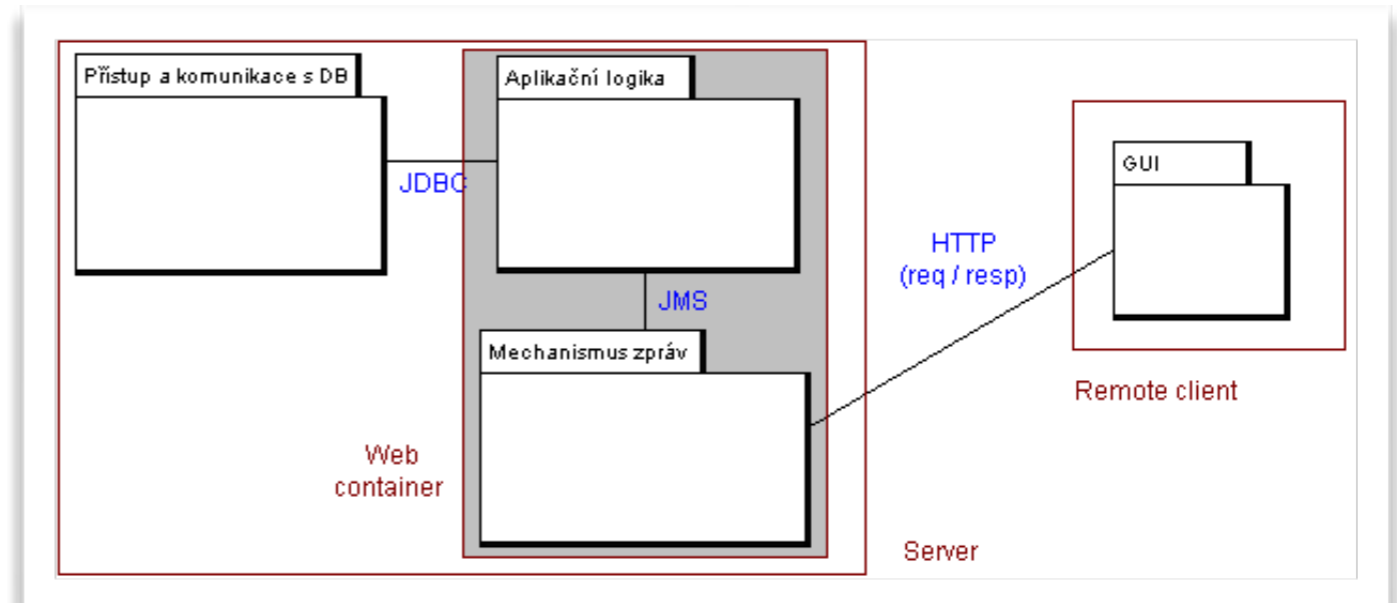 Přístup a komunikace s DB
Aplikační logika
JDBC
GUI
HTTP
(req / resp)
JMS
Mechanismus zpráv
Remote client
Web
container
Server